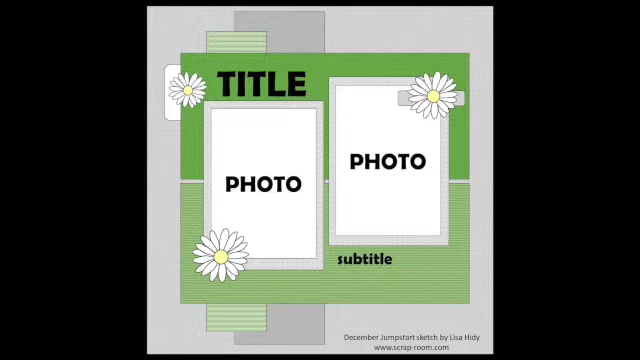 TITLE
PHOTO
PHOTO
subtitle
December Jumpstart sketch by Lisa Hidy
www.scrap-room.com